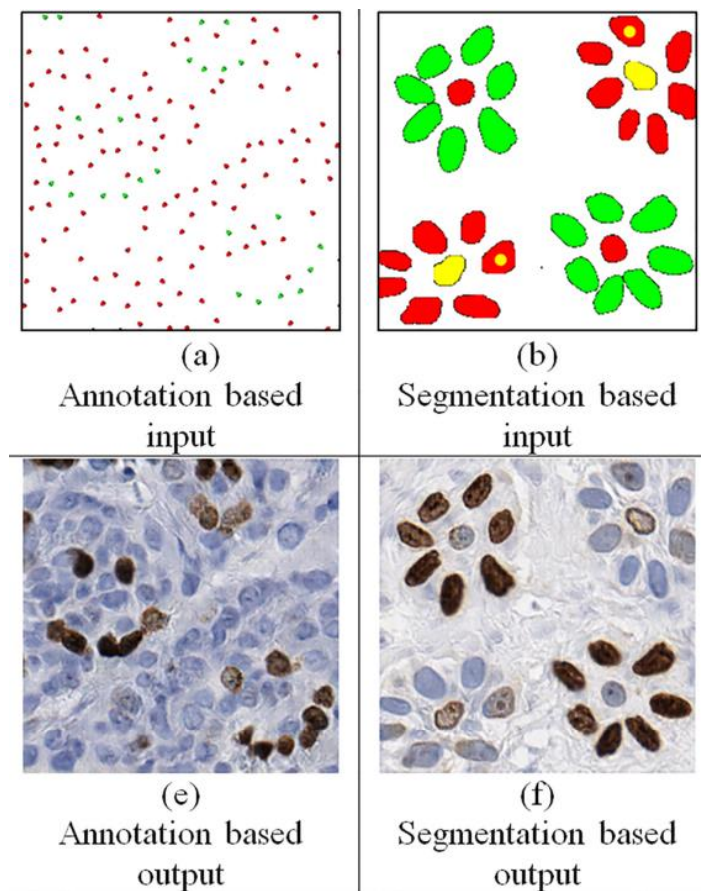 (a)
Annotation based
input
(b)
Segmentation based
input
(e)
Annotation based
output
(f)
Segmentation based
output